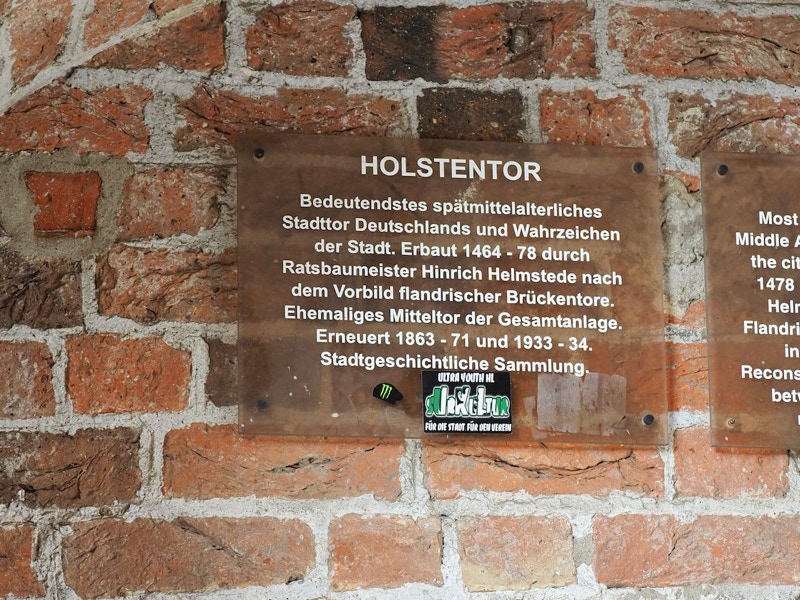 HOLSTENTOR
Bedeutendstes spätmittelalterliches
Stadttor Deutschlands und Wahrzeichen
der Stadt. Erbaut 1464 - 78 durch
Ratsbaumeister Hinrich Helmstede nach
dem Vorbild flandrischer Brückentore.
Ehemaliges Mitteltor der Gesamtanlage.
Erneuert 1863 - 71 und 1933 - 34.
Stadtgeschichtliche Sammlung.
ULTRA YOUTH HL
FÜR DIE STADT FÜR DEN VEREIN
Most
Middle A
the cit
1478
Helm
Flandri
in
Recons
betw